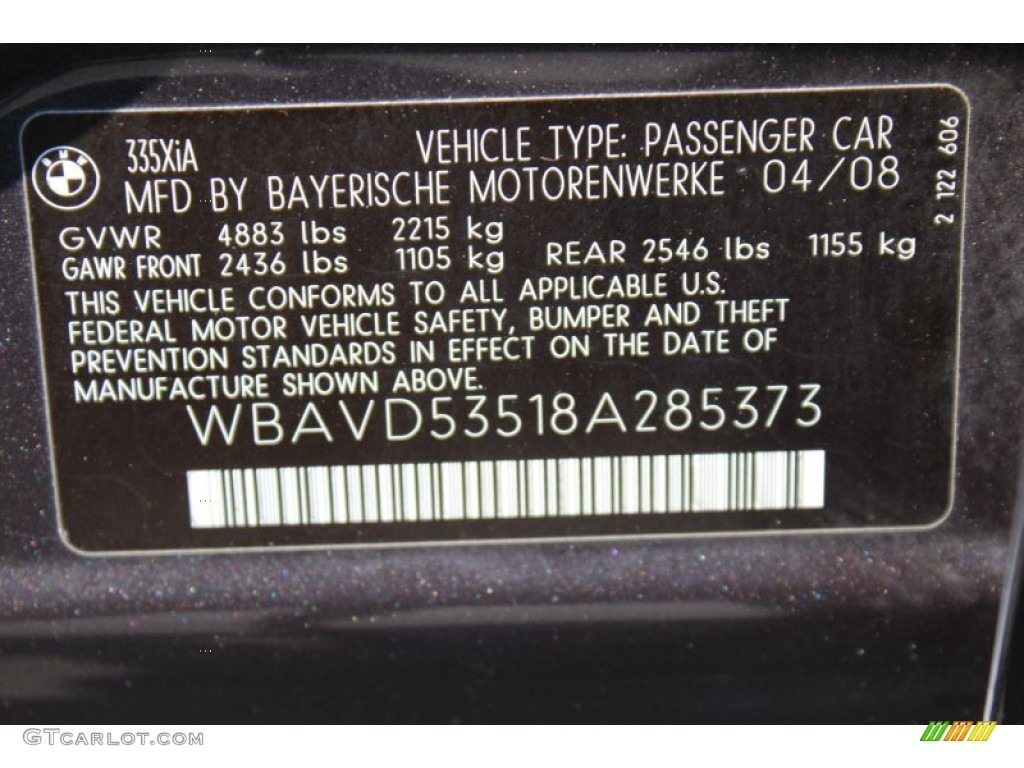 335XiA VEHICLE TYPE: PASSENGER CAR
BMW
MFD BY BAYERISCHE MOTORENWERKE 04/08
GVWR 4883 lbs 2215 kg
GAWR FRONT 2436 lbs 1105 kg REAR 2546 lbs 1155 kg
THIS VEHICLE CONFORMS TO ALL APPLICABLE U.S.
FEDERAL MOTOR VEHICLE SAFETY, BUMPER AND THEFT
PREVENTION STANDARDS IN EFFECT ON THE DATE OF
MANUFACTURE SHOWN ABOVE.
WBAVD53518A285373
2 122 606
GTCarLot.com